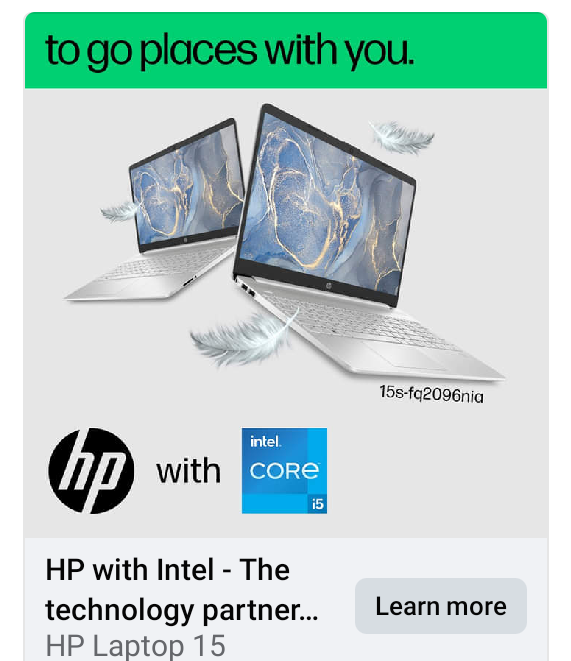 to go places with you.
15s-fq2096nia
hp with intel. CORE i5
HP with Intel - The
technology partner...
Learn more
HP Laptop 15